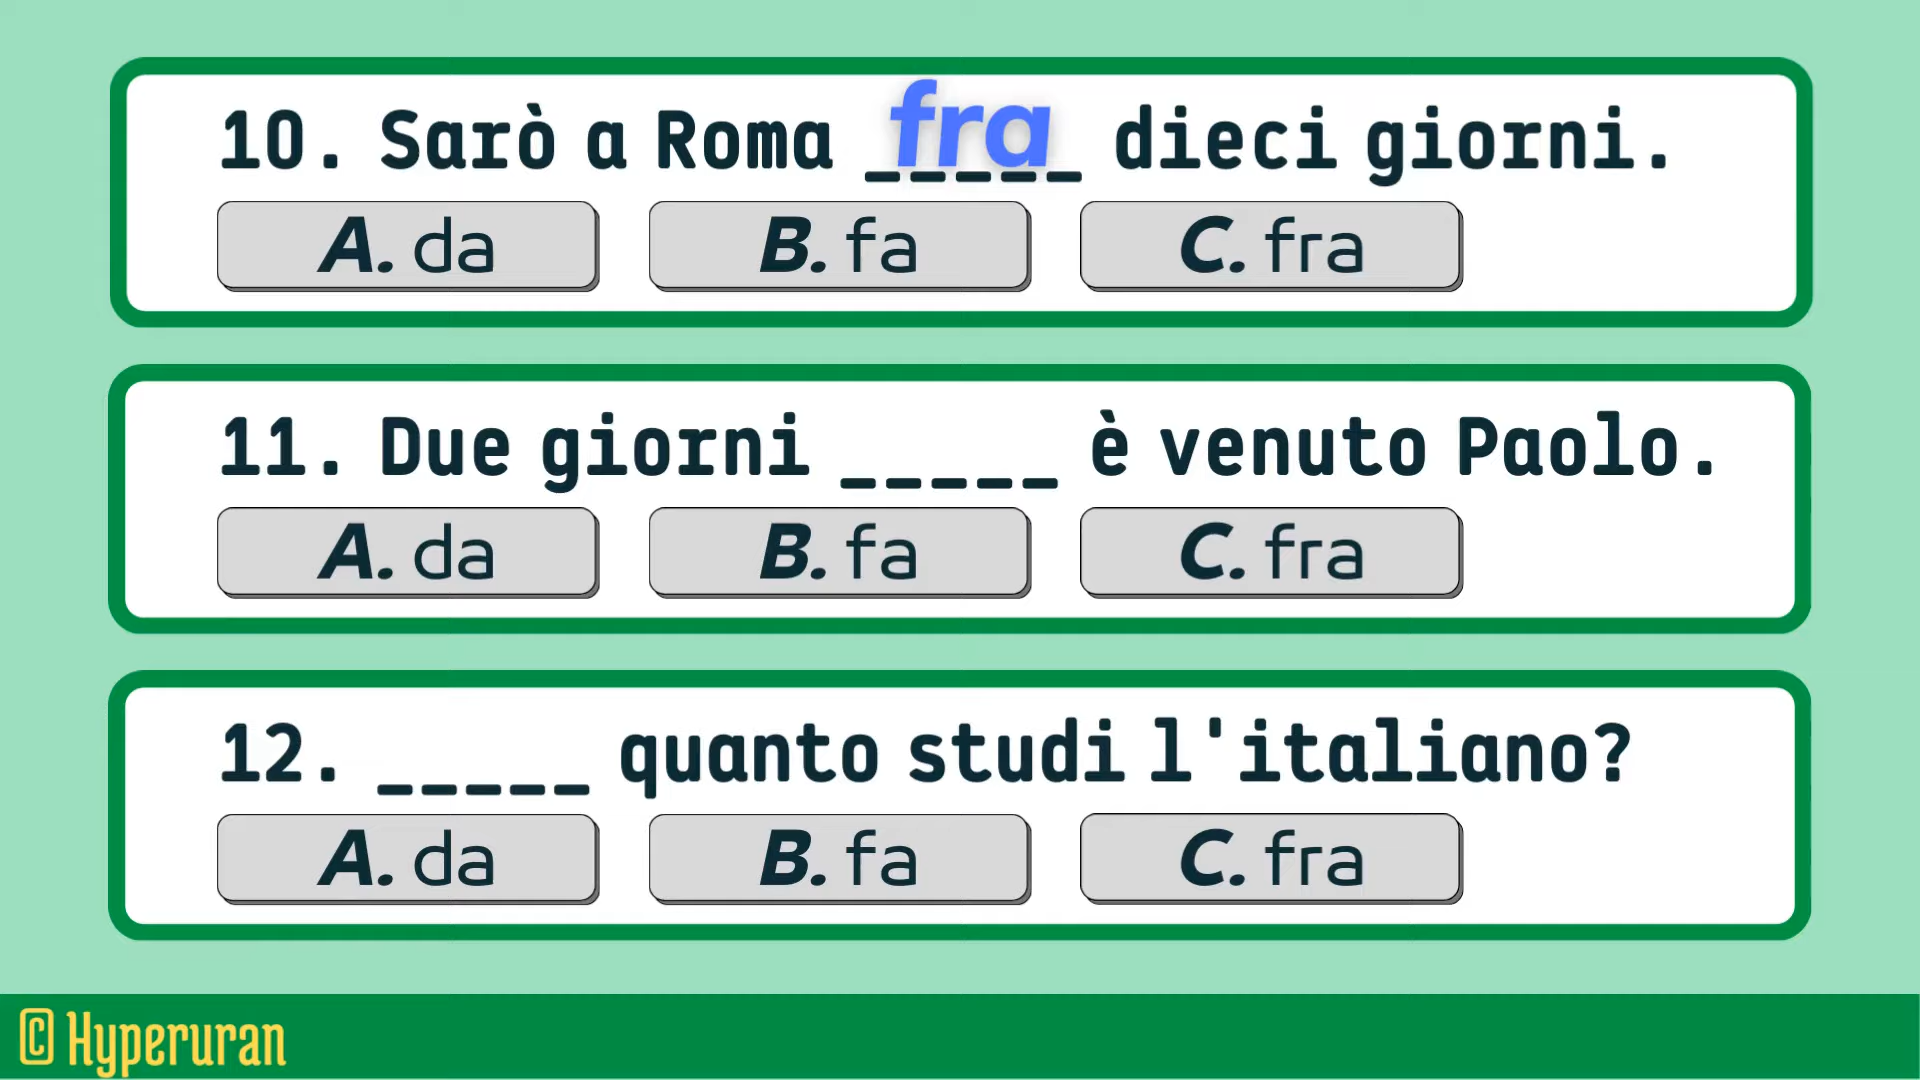 10. Sarò a Roma fra dieci giorni.
A. da B. fa C. fra
11. Due giorni _____ è venuto Paolo.
A. da B. fa C. fra
12. _____ quanto studi l'italiano?
A. da B. fa C. fra
© Hyperuran